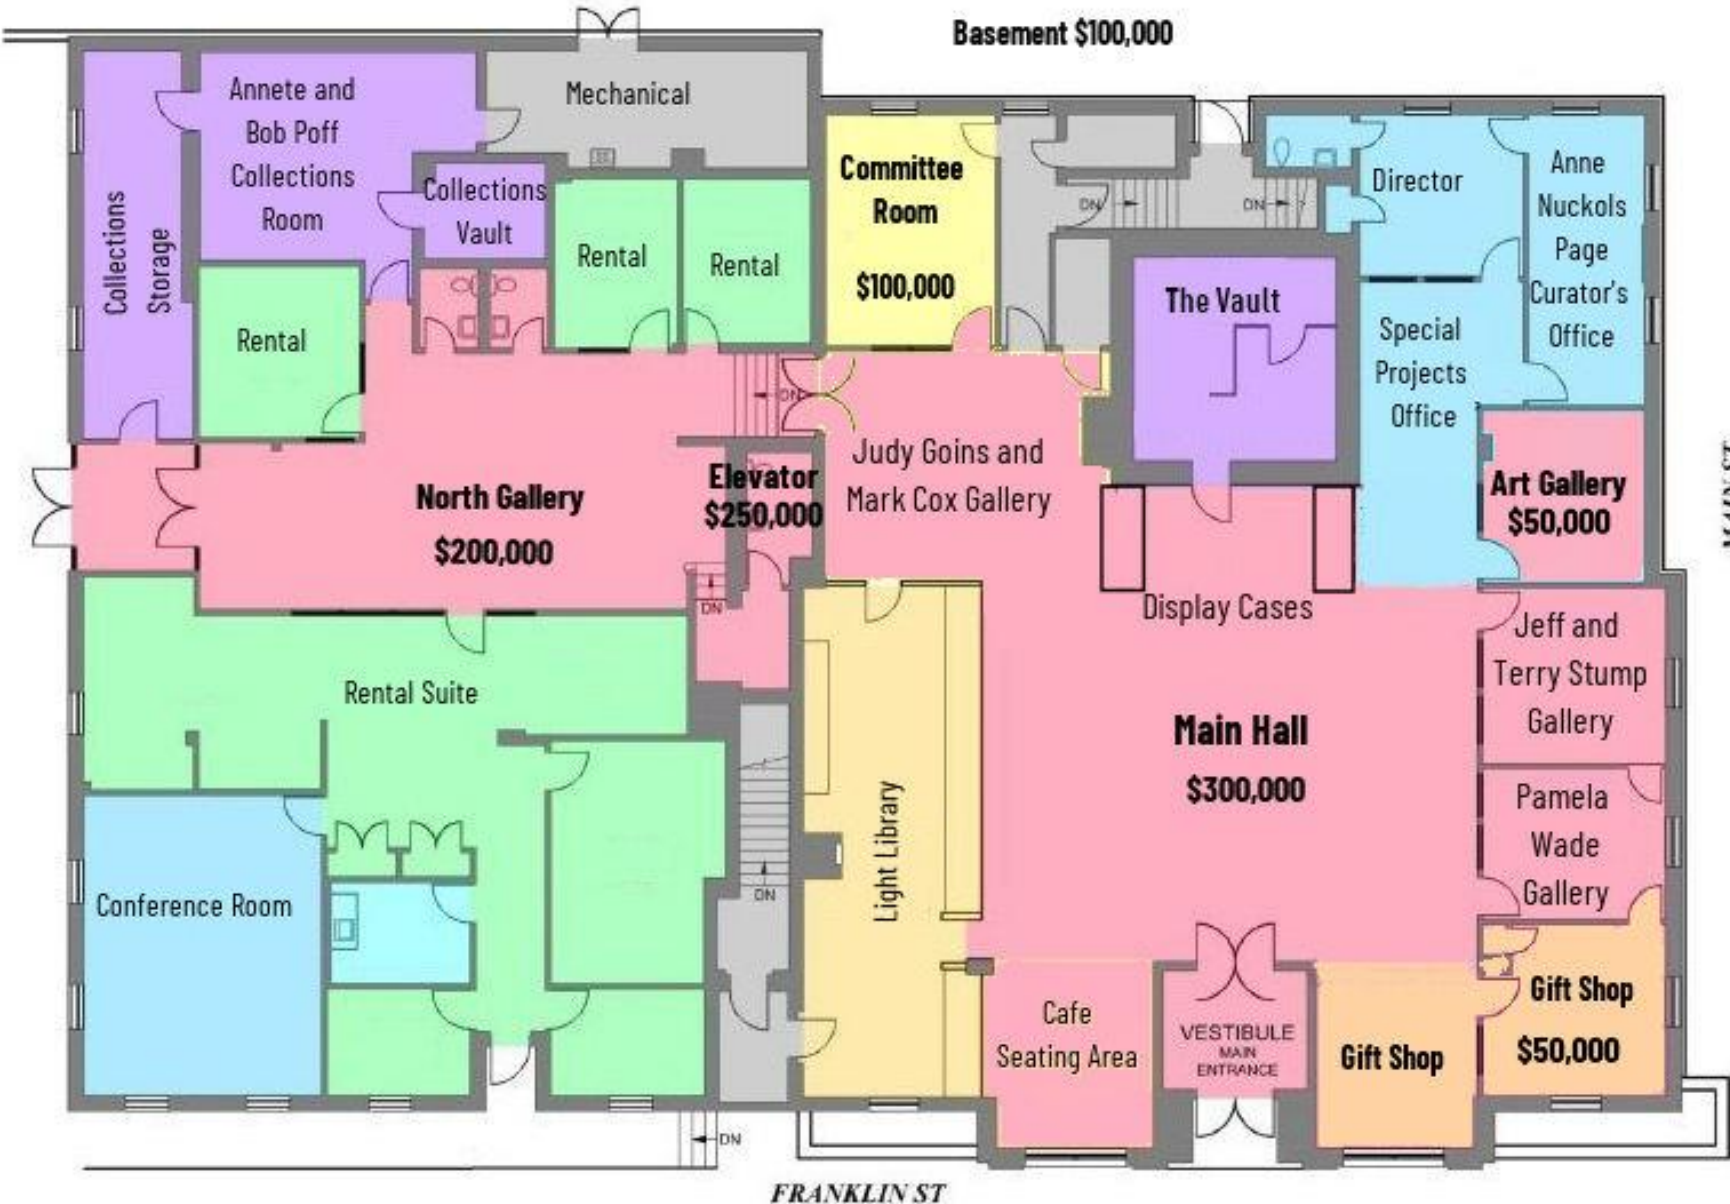 Basement $100,000
Annete and
Bob Poff
Collections
Room
Mechanical
Collections
Storage
Collections
Vault
Rental
Rental
Rental
Committee
Room
$100,000
DN
DN
Director
Anne
Nuckols
Page
Curator's
Office
The Vault
Special
Projects
Office
DN
Judy Goins and
Mark Cox Gallery
North Gallery
$200,000
Elevator
$250,000
Art Gallery
$50,000
DN
Display Cases
Jeff and
Terry Stump
Gallery
Rental Suite
Main Hall
$300,000
Light Library
Pamela
Wade
Gallery
Conference Room
DN
Cafe
Seating Area
VESTIBULE
MAIN
ENTRANCE
Gift Shop
Gift Shop
$50,000
DN
FRANKLIN ST